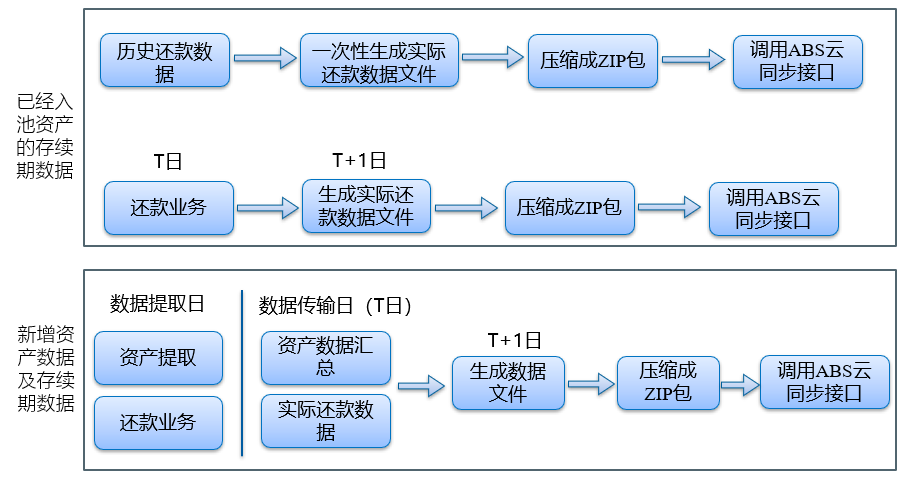 已经入
池资产
的存续
期数据
历史还款数
据
一次性生成实际
还款数据文件
压缩成ZIP包
调用ABS云
同步接口
T日
T+1日
还款业务
生成实际还
款数据文件
压缩成ZIP包
调用ABS云
同步接口
新增资
产数据
及存续
期数据
数据提取日
资产提取
还款业务
数据传输日（T日）
资产数据汇
总
实际还款数
据
T+1日
生成数据
文件
压缩成
ZIP包
调用ABS云
同步接口